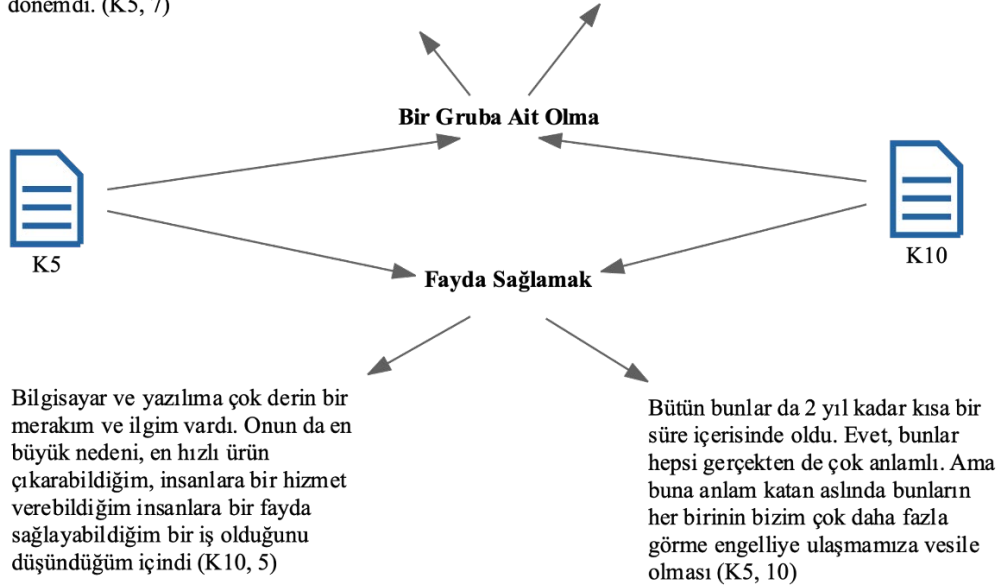 dönemdi. (K5, 7)
Bir Gruba Ait Olma
K5
K10
Fayda Sağlamak
Bilgisayar ve yazılıma çok derin bir
merakım ve ilgim vardı. Onun da en
büyük nedeni, en hızlı ürün
çıkarabildiğim, insanlara bir hizmet
verebildiğim insanlara bir fayda
sağlayabildiğim bir iş olduğunu
düşündüğüm içindi (K10, 5)
Bütün bunlar da 2 yıl kadar kısa bir
süre içerisinde oldu. Evet, bunlar
hepsi gerçekten de çok anlamlı. Ama
buna anlam katan aslında bunların
her birinin bizim çok daha fazla
görme engelliye ulaşmamıza vesile
olması (K5, 10)